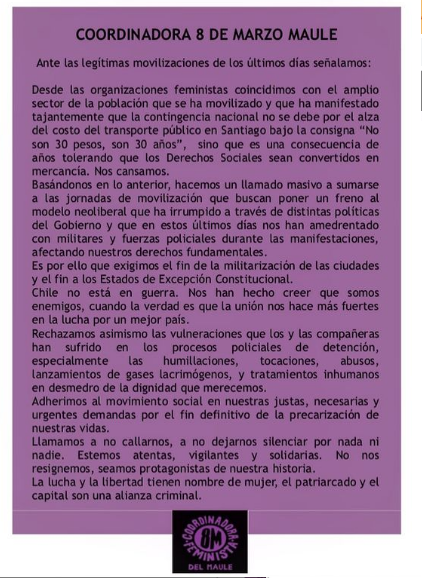 COORDINADORA 8 DE MARZO MAULE
Ante las legítimas movilizaciones de los últimos días señalamos:
Desde las organizaciones feministas coincidimos con el amplio
sector de la población que se ha movilizado y que ha manifestado
tajantemente que la contingencia nacional no se debe por el alza
del costo del transporte público en Santiago bajo la consigna “No
son 30 pesos, son 30 años”, sino que es una consecuencia de
años tolerando que los Derechos Sociales sean convertidos en
mercancía. Nos cansamos.
Basándonos en lo anterior, hacemos un llamado masivo a sumarse
a las jornadas de movilización que buscan poner un freno al
modelo neoliberal que ha irrumpido a través de distintas políticas
del Gobierno y que en estos últimos días nos han amedrentado
con militares y fuerzas policiales durante las manifestaciones,
afectando nuestros derechos fundamentales.
Es por ello que exigimos el fin de la militarización de las ciudades
y el fin a los Estados de Excepción Constitucional.
Chile no está en guerra. Nos han hecho creer que somos
enemigos, cuando la verdad es que la unión nos hace más fuertes
en la lucha por un mejor país.
Rechazamos asimismo las vulneraciones que los y las compañeras
han sufrido en los procesos policiales de detención,
especialmente las humillaciones, tocaciones, abusos,
lanzamientos de gases lacrimógenos, y tratamientos inhumanos
en desmedro de la dignidad que merecemos.
Adherimos al movimiento social en nuestras justas, necesarias y
urgentes demandas por el fin definitivo de la precarización de
nuestras vidas.
Llamamos a no callarnos, a no dejarnos silenciar por nada ni
nadie. Estemos atentas, vigilantes y solidarias. No nos
resignemos, seamos protagonistas de nuestra historia.
La lucha y la libertad tienen nombre de mujer, el patriarcado y el
capital son una alianza criminal.
COORDINADORA
8M
FEMINISTA
DEL MAULE